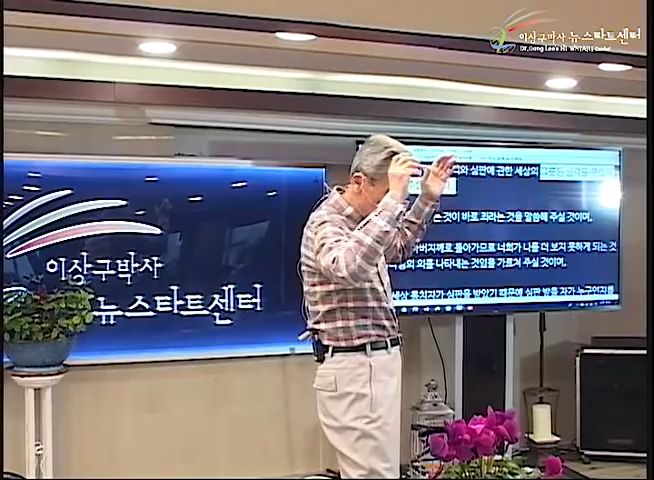 이상구박사 뉴스타트센터
실판에 관한 세상의
것이 바로 죄라는 것을 말씀해 주실 것이며,
아버지께로 돌아가므로 너희가 나를 더 보지 못하게 되는 것
의 의를 나타내는 것임을 가르쳐 주실 것이며,
세상 통치자가 심판을 받았기 때문에 심판 받을 자가 누구인지를
이상구박사
뉴스타트센터